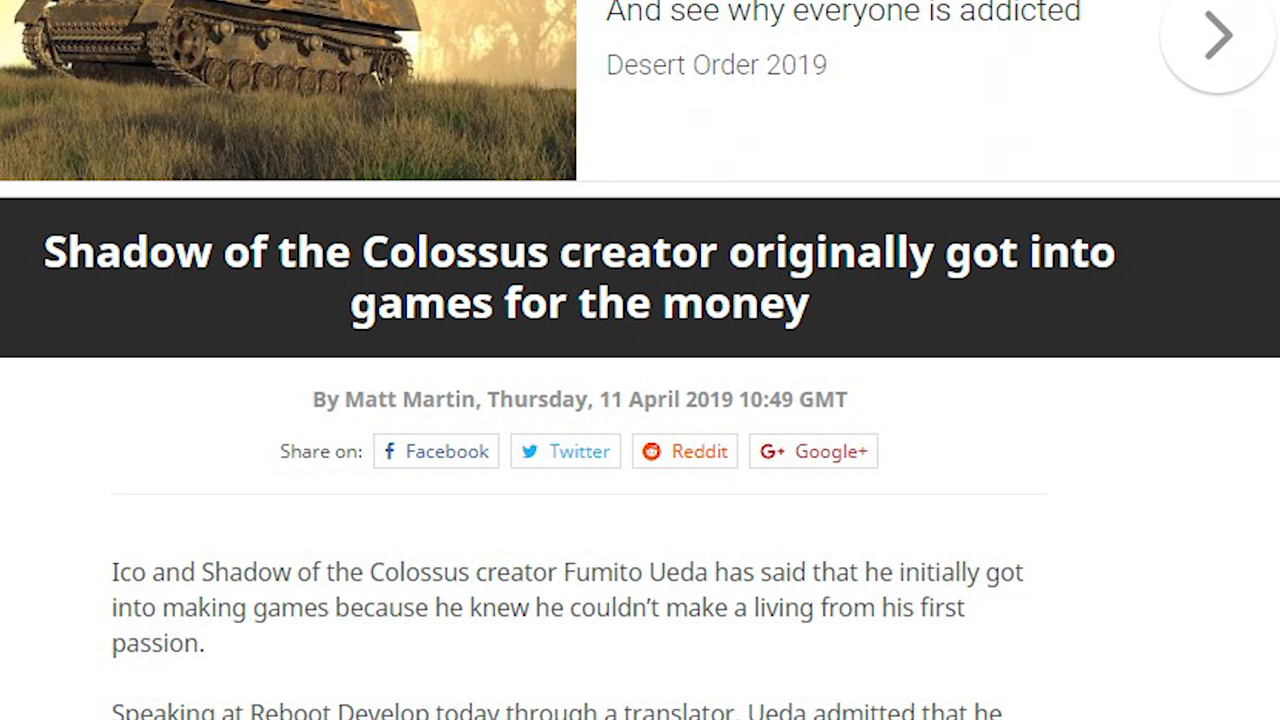 And see why everyone is addicted
Desert Order 2019
Shadow of the Colossus creator originally got into
games for the money
By Matt Martin, Thursday, 11 April 2019 10:49 GMT
Share on: Facebook Twitter Reddit G+ Google+
Ico and Shadow of the Colossus creator Fumito Ueda has said that he initially got
into making games because he knew he couldn’t make a living from his first
passion.
Speaking at Reboot Develop today through a translator, Ueda admitted that he